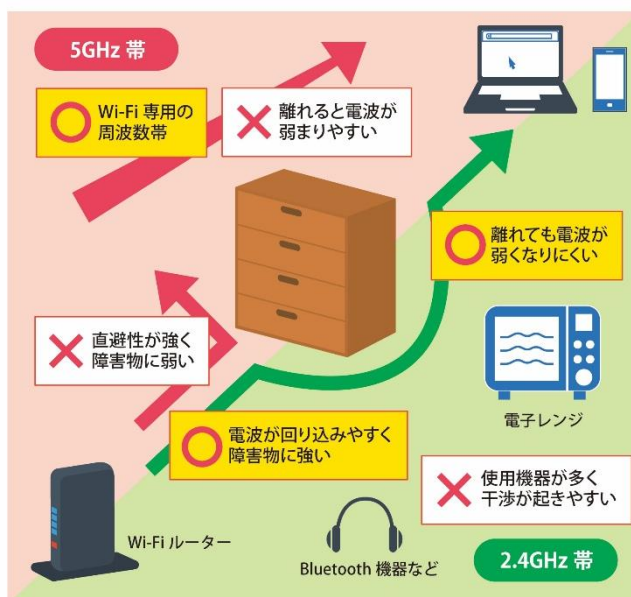 5GHz 帯
Wi-Fi 専用の
周波数帯
離れると電波が
弱まりやすい
離れても電波が
弱くなりにくい
直避性が強く
障害物に弱い
電波が回り込みやすく
障害物に強い
電子レンジ
使用機器が多く
干渉が起きやすい
Wi-Fi ルーター
Bluetooth 機器など
2.4GHz 帯